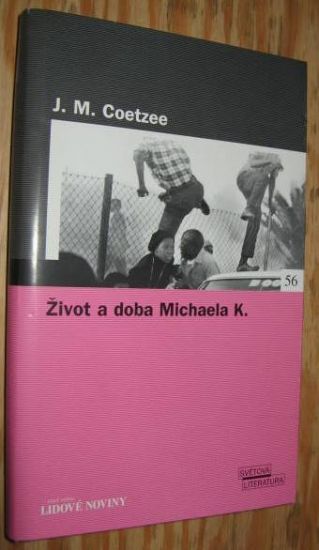 J. M. Coetzee
56
Život a doba Michaela K.
SVĚTOVÁ
LITERATURA
LIDOVÉ NOVINY